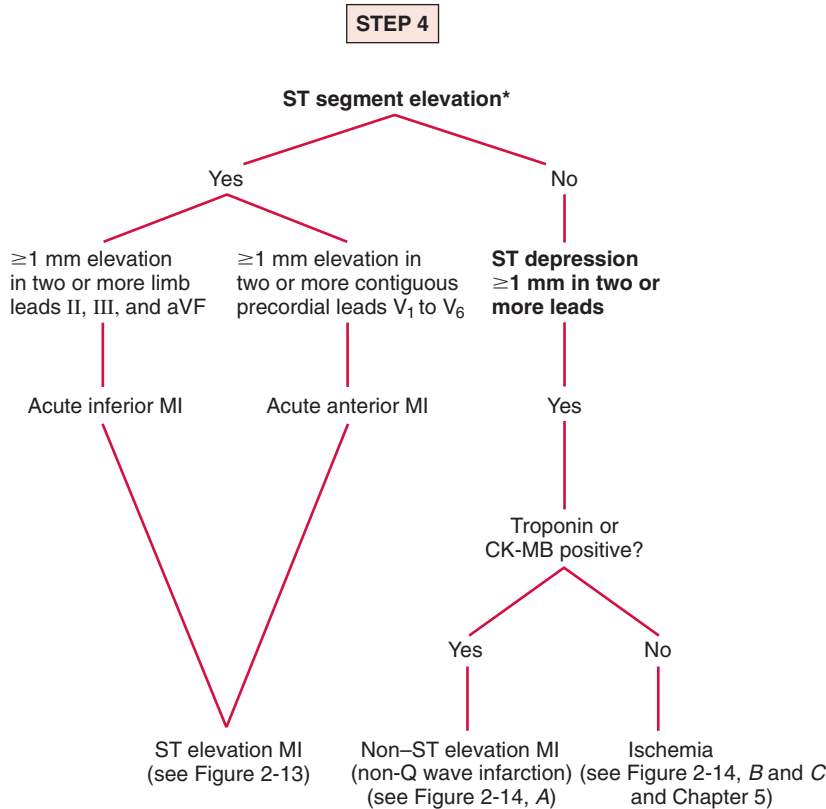 STEP 4
ST segment elevation*
Yes
No
≥1 mm elevation
in two or more limb
leads II, III, and aVF
≥1 mm elevation in
two or more contiguous
precordial leads V₁ to V₆
ST depression
≥1 mm in two or
more leads
Acute inferior MI
Acute anterior MI
Yes
Troponin or
CK-MB positive?
Yes
No
ST elevation MI
(see Figure 2-13)
Non–ST elevation MI
(non-Q wave infarction)
(see Figure 2-14, A)
Ischemia
(see Figure 2-14, B and C
and Chapter 5)